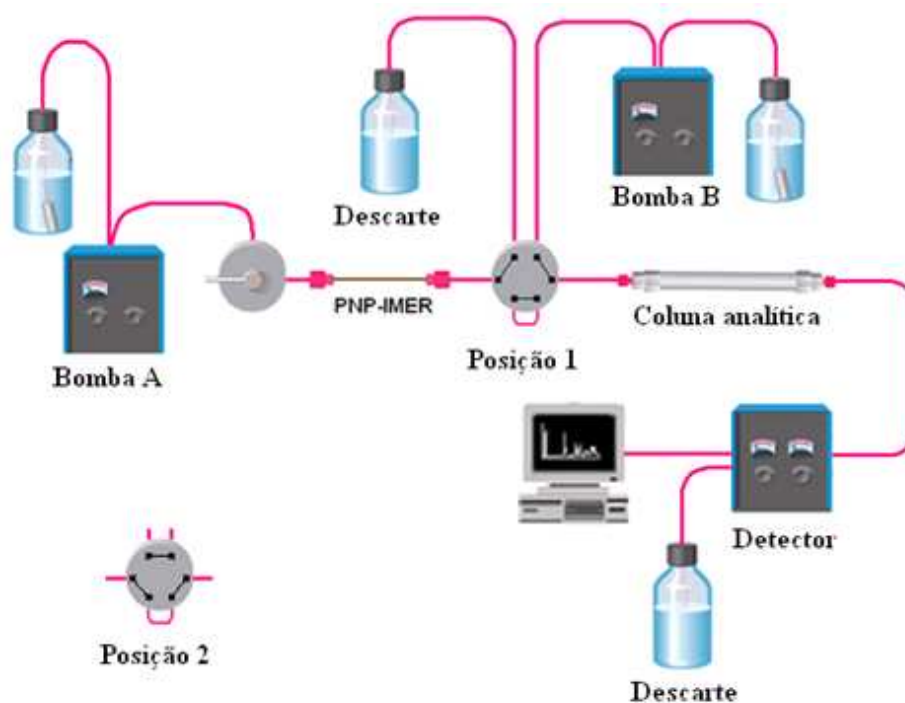 Descarte
Bomba B
PNP-IMER
Coluna analítica
Posição 1
Bomba A
Detector
Posição 2
Descarte